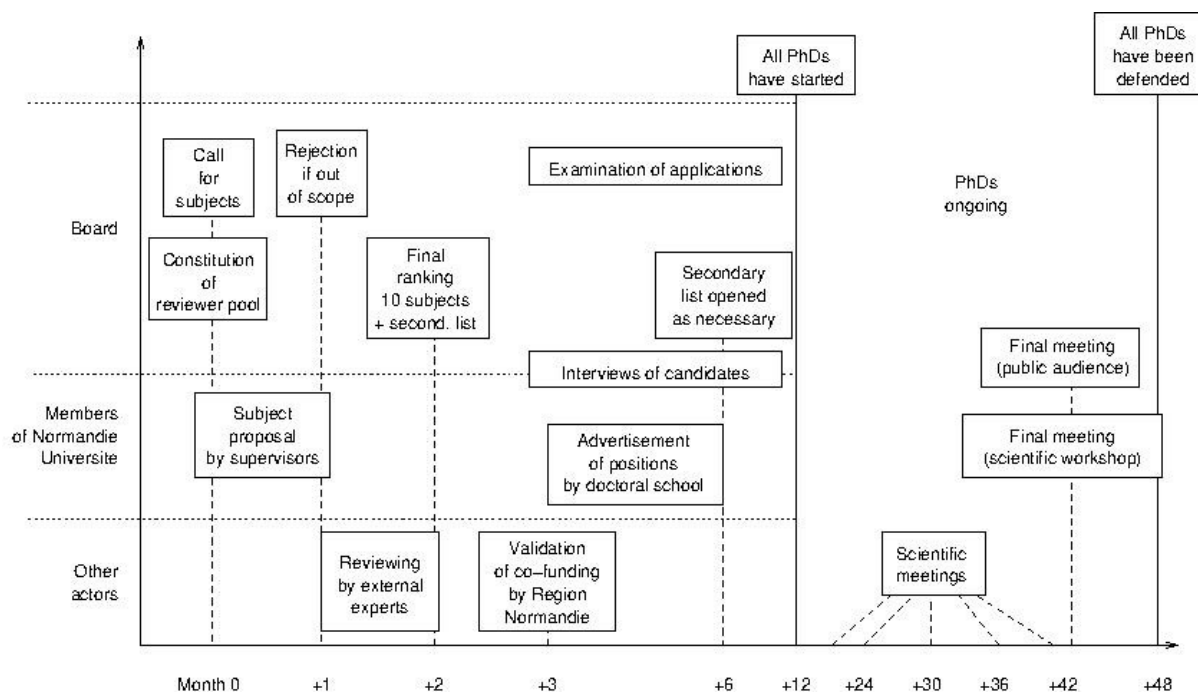 All PhDs
have started
All PhDs
have been
defended
Call
for
subjects
Rejection
if out
of scope
Examination of applications
PhDs
ongoing
Board
Constitution
of
reviewer pool
Final
ranking
10 subjects
+ second. list
Secondary
list opened
as necessary
Interviews of candidates
Final meeting
(public audience)
Members
of Normandie
Universite
Subject
proposal
by supervisors
Advertisement
of positions
by doctoral school
Final meeting
(scientific workshop)
Other
actors
Reviewing
by external
experts
Validation
of co-funding
by Region
Normandie
Scientific
meetings
Month 0 +1 +2 +3 +6 +12 +24 +30 +36 +42 +48